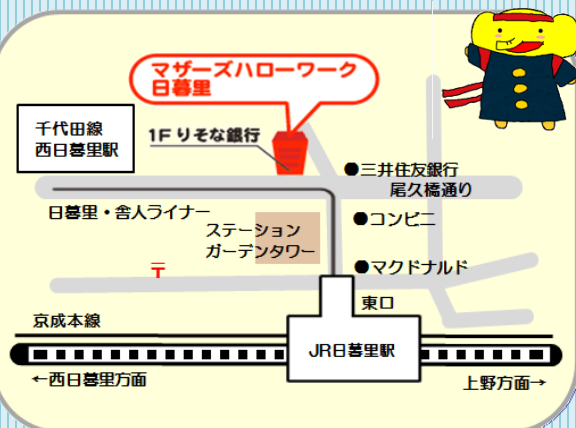 マザーズハローワーク
日暮里
千代田線
西日暮里駅
1Fりそな銀行
●三井住友銀行
尾久橋通り
日暮里・舎人ライナー
●コンビニ
ステーション
ガーデンタワー
〒
●マクドナルド
東口
京成本線
JR日暮里駅
←西日暮里方面
上野方面→